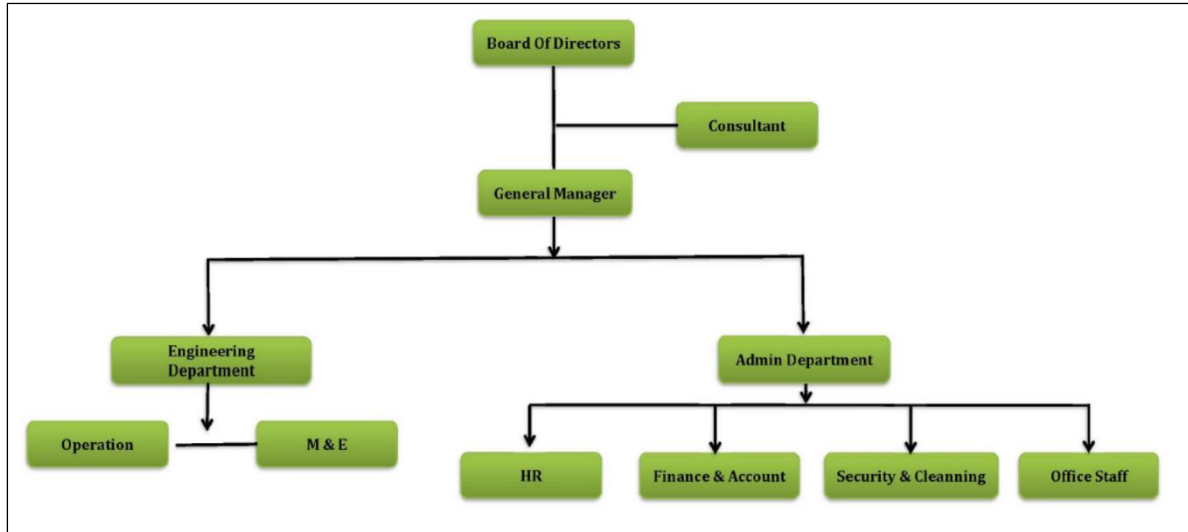 Board Of Directors
Consultant
General Manager
Engineering
Department
Admin Department
Operation
M & E
HR
Finance & Account
Security & Cleanning
Office Staff